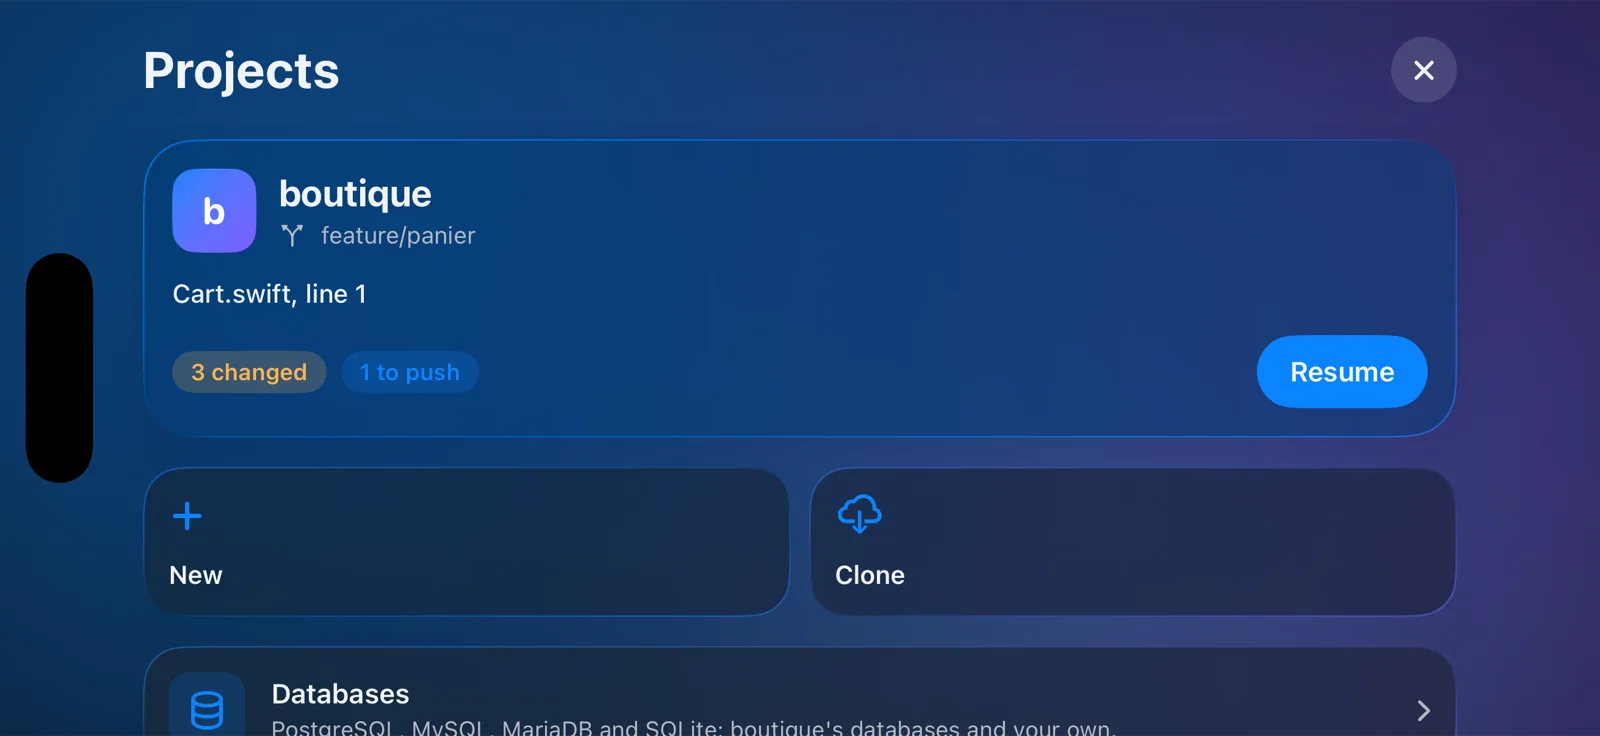 Projects
b
boutique
feature/panier
Cart.swift, line 1
3 changed
1 to push
Resume
New
Clone
Databases
PostgreSQL, MySQL, MariaDB and SQLite: boutique's databases and your own.